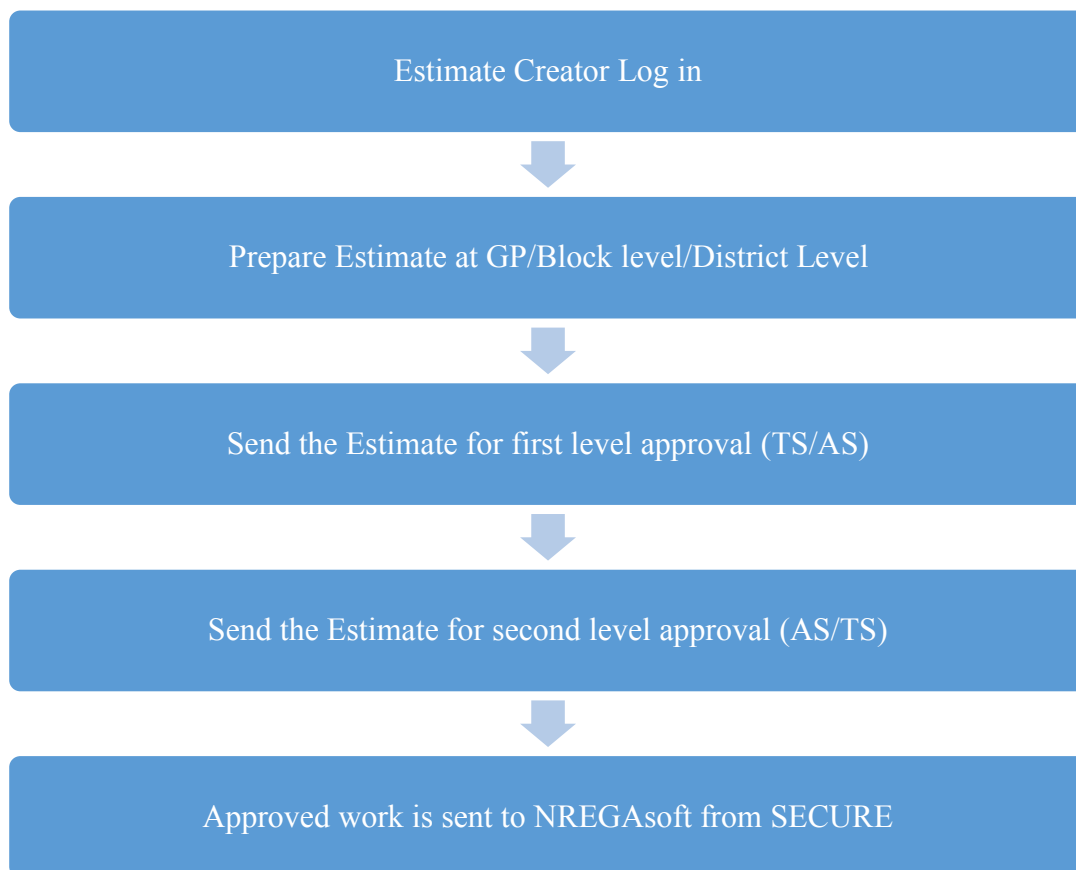 Estimate Creator Log in
Prepare Estimate at GP/Block level/District Level
Send the Estimate for first level approval (TS/AS)
Send the Estimate for second level approval (AS/TS)
Approved work is sent to NREGAsoft from SECURE